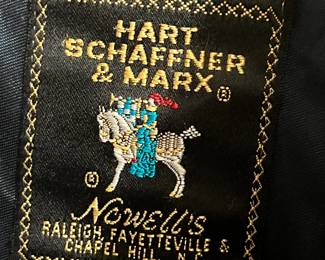 HART
SCHAFFNER
& MARX
®
®
Nowell's
RALEIGH, FAYETTEVILLE &
CHAPEL HILL, N.C.